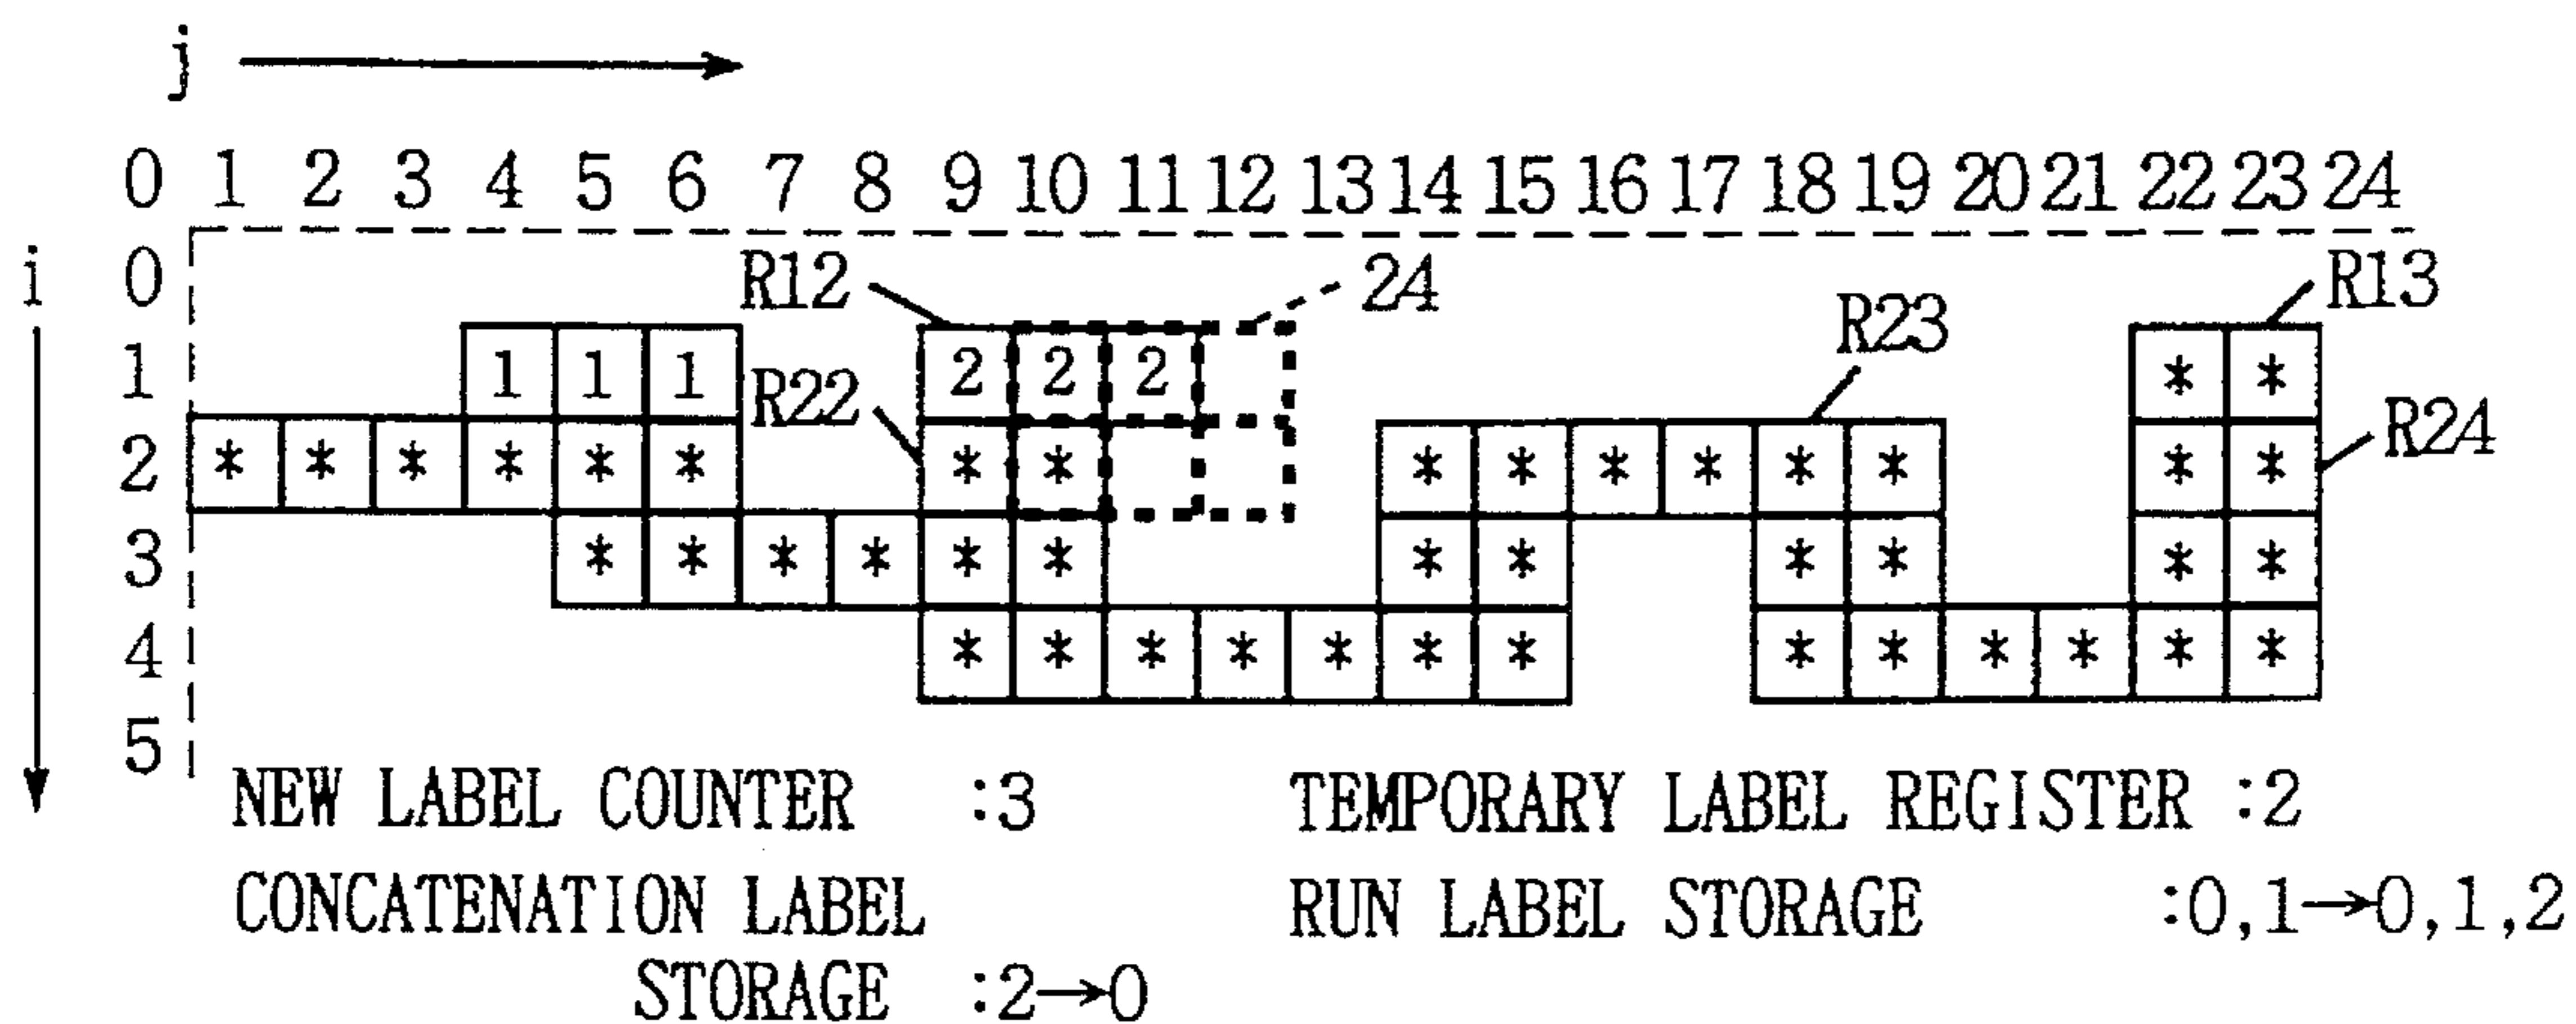 j
0 1 2 3 4 5 6 7 8 9 10 11 12 13 14 15 16 17 18 19 20 21 22 23 24
i 0 R12 24 R23 R13
1 1 1 1 2 2 2 * *
R22 R24
2 * * * * * * * * * * * * * * * *
3 * * * * * * * * * * * *
4 * * * * * * * * * * * * *
5
NEW LABEL COUNTER :3 TEMPORARY LABEL REGISTER :2
CONCATENATION LABEL RUN LABEL STORAGE :0,1→0,1,2
STORAGE :2→0